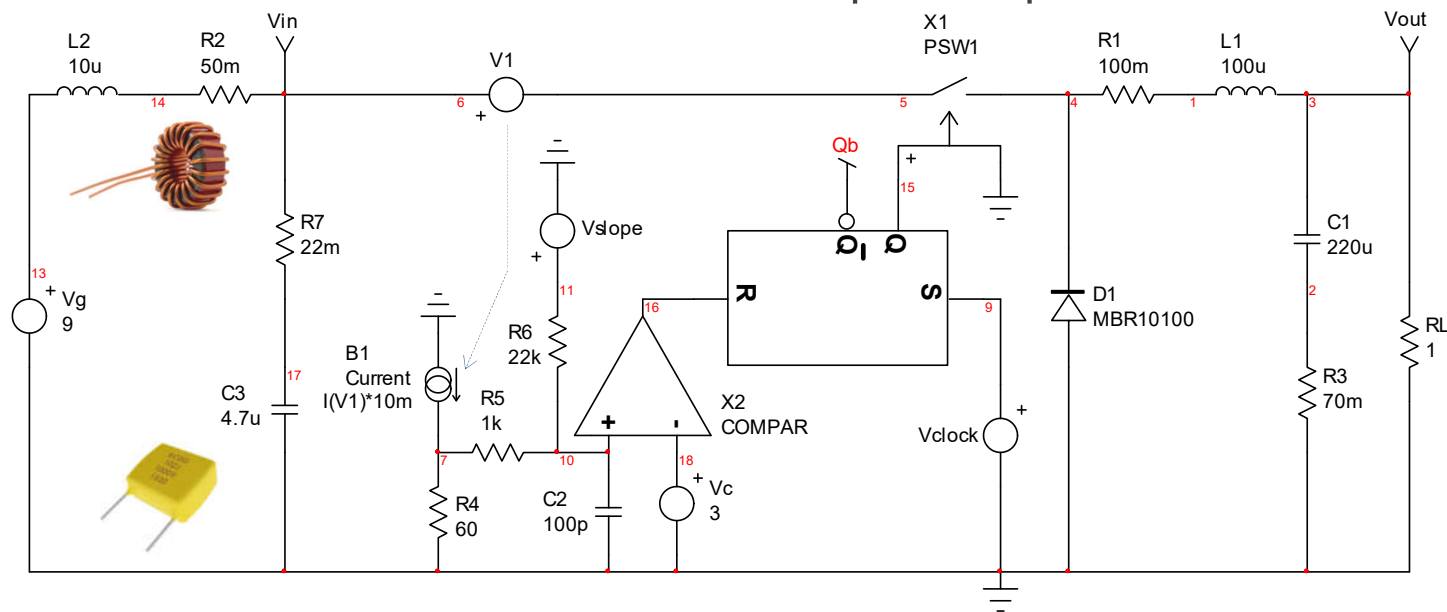 Vin
L2
10u
R2
50m
14
V1
6
+
5
X1
PSW1
4
R1
100m
1
L1
100u
3
Vout
Qb
+
15
R7
22m
Vslope
+
11
C1
220u
2
13
+
Vg
9
Q
Q
R
S
16
9
D1
MBR10100
RL
1
B1
Current
I(V1)*10m
R6
22k
R5
1k
17
C3
4.7u
X2
COMPAR
+
-
R3
70m
Vclock
+
7
10
18
R4
60
C2
100p
+
Vc
3